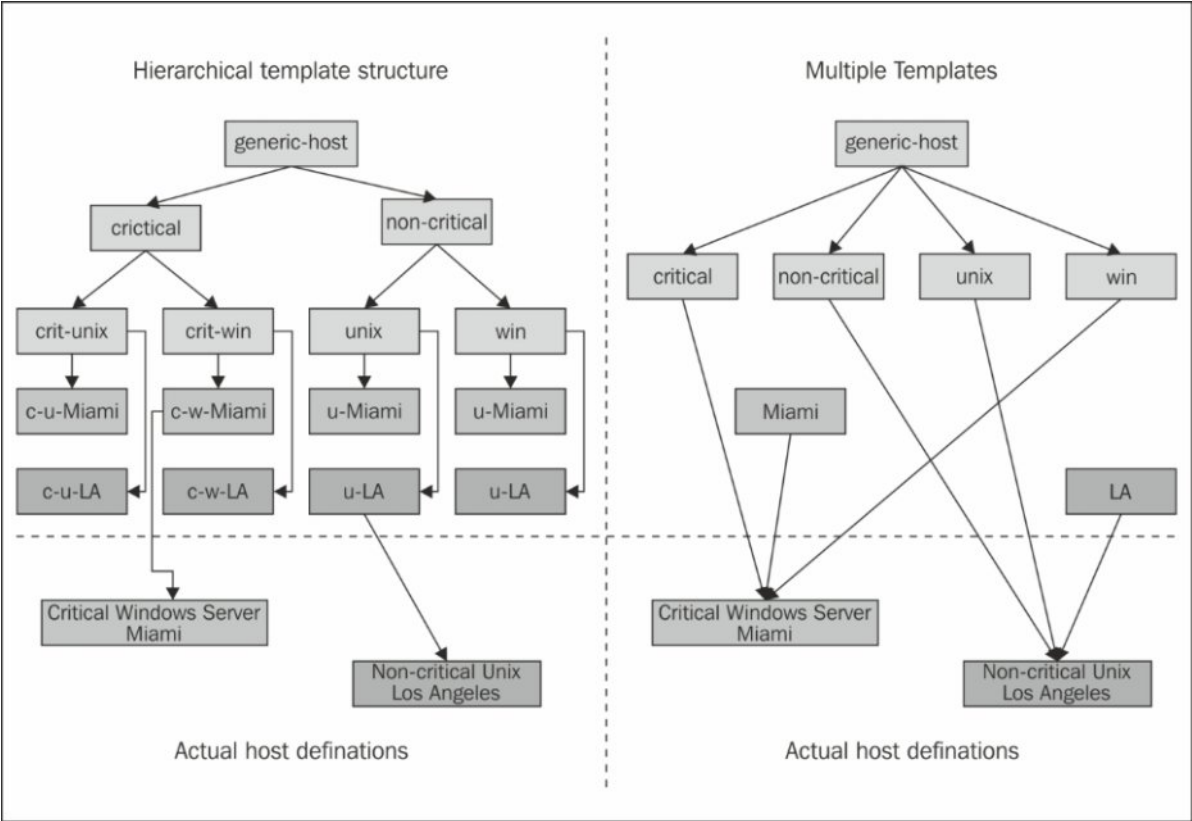 Hierarchical template structure
generic-host
crictical
non-critical
crit-unix
crit-win
unix
win
c-u-Miami
c-w-Miami
u-Miami
u-Miami
c-u-LA
c-w-LA
u-LA
u-LA
Critical Windows Server
Miami
Non-critical Unix
Los Angeles
Actual host definations
Multiple Templates
generic-host
critical
non-critical
unix
win
Miami
LA
Critical Windows Server
Miami
Non-critical Unix
Los Angeles
Actual host definations